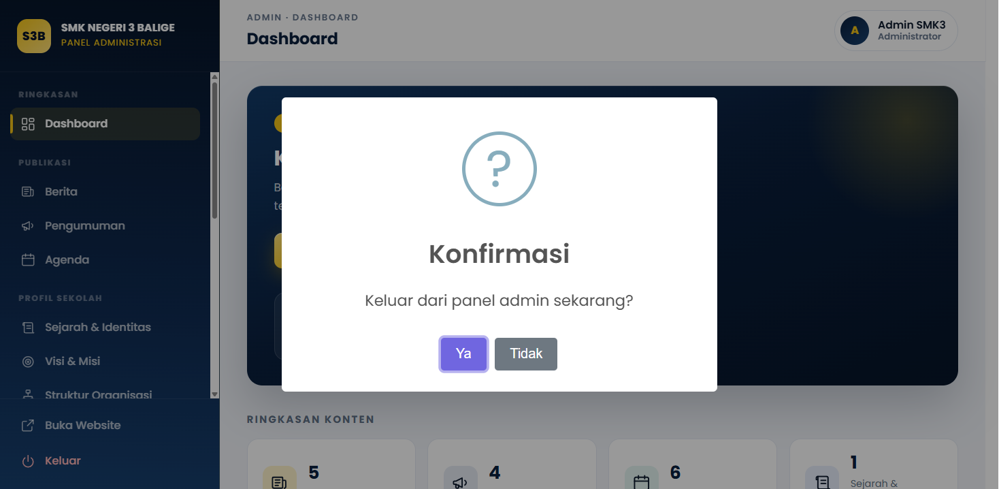 S3B
SMK NEGERI 3 BALIGE
PANEL ADMINISTRASI
RINGKASAN
Dashboard
PUBLIKASI
Berita
Pengumuman
Agenda
PROFIL SEKOLAH
Sejarah & Identitas
Visi & Misi
Struktur Organisasi
Buka Website
Keluar
ADMIN · DASHBOARD
Dashboard
A
Admin SMK3
Administrator
?
Konfirmasi
Keluar dari panel admin sekarang?
Ya
Tidak
RINGKASAN KONTEN
5
4
6
1
Sejarah &